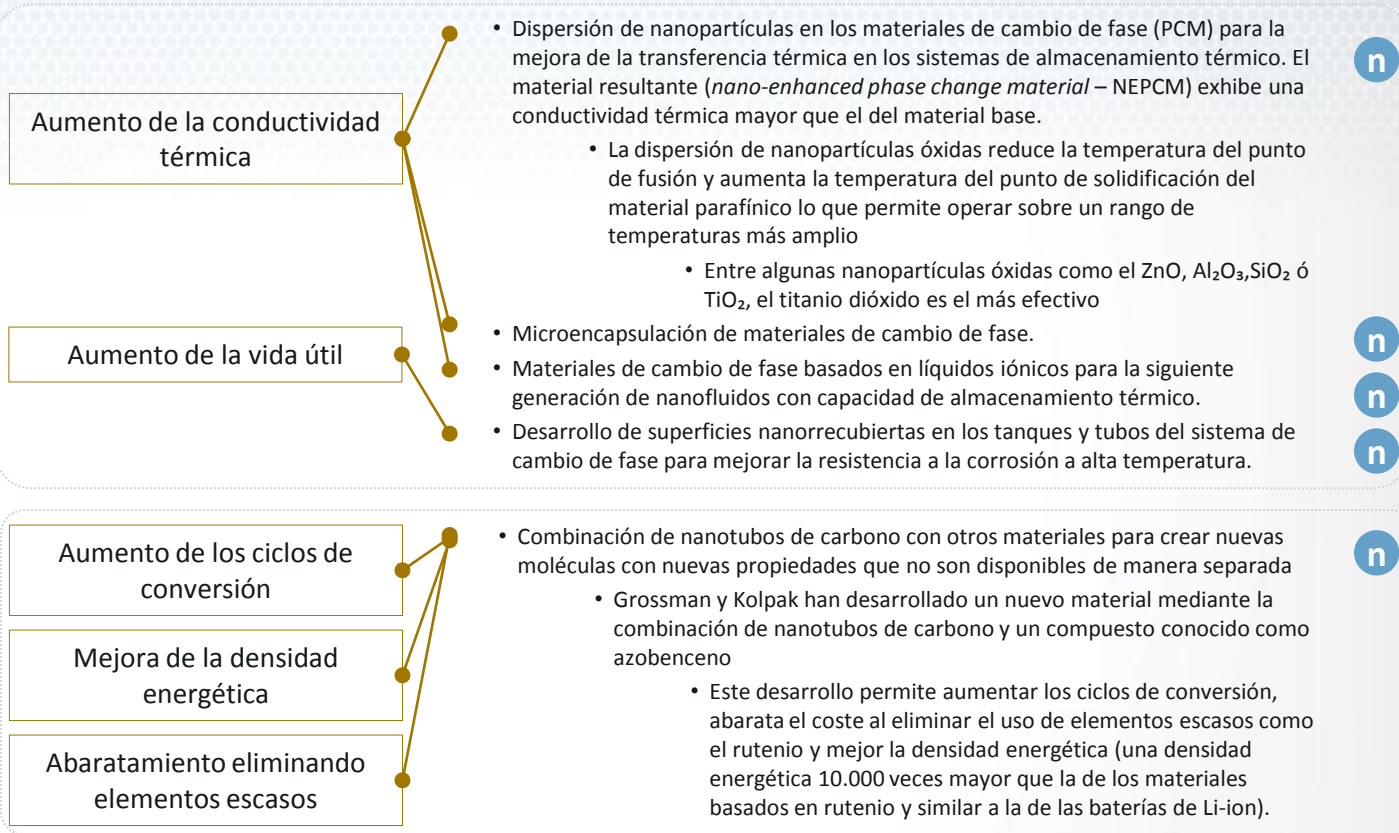 Aumento de la conductividad
térmica
• Dispersión de nanopartículas en los materiales de cambio de fase (PCM) para la
mejora de la transferencia térmica en los sistemas de almacenamiento térmico. El
material resultante (nano-enhanced phase change material – NEPCM) exhibe una
conductividad térmica mayor que el del material base.
n
• La dispersión de nanopartículas óxidas reduce la temperatura del punto
de fusión y aumenta la temperatura del punto de solidificación del
material parafínico lo que permite operar sobre un rango de
temperaturas más amplio
• Entre algunas nanopartículas óxidas como el ZnO, Al₂O₃,SiO₂ ó
TiO₂, el titanio dióxido es el más efectivo
Aumento de la vida útil
• Microencapsulación de materiales de cambio de fase.
n
• Materiales de cambio de fase basados en líquidos iónicos para la siguiente
generación de nanofluidos con capacidad de almacenamiento térmico.
n
• Desarrollo de superficies nanorrecubiertas en los tanques y tubos del sistema de
cambio de fase para mejorar la resistencia a la corrosión a alta temperatura.
n
Aumento de los ciclos de
conversión
Mejora de la densidad
energética
Abaratamiento eliminando
elementos escasos
• Combinación de nanotubos de carbono con otros materiales para crear nuevas
moléculas con nuevas propiedades que no son disponibles de manera separada
n
• Grossman y Kolpak han desarrollado un nuevo material mediante la
combinación de nanotubos de carbono y un compuesto conocido como
azobenceno
• Este desarrollo permite aumentar los ciclos de conversión,
abarata el coste al eliminar el uso de elementos escasos como
el rutenio y mejor la densidad energética (una densidad
energética 10.000 veces mayor que la de los materiales
basados en rutenio y similar a la de las baterías de Li-ion).